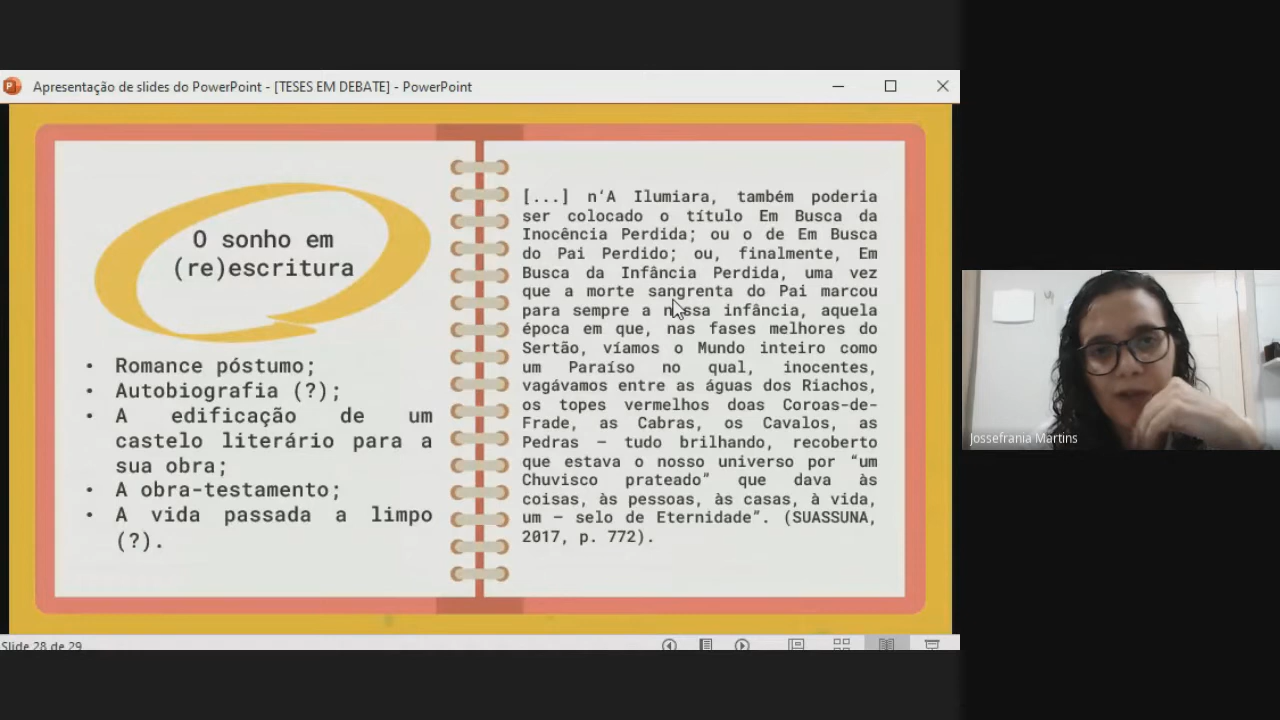 Apresentação de slides do PowerPoint - [TESES EM DEBATE] - PowerPoint
O sonho em
(re)escritura
• Romance póstumo;
• Autobiografia (?);
• A edificação de um
castelo literário para a
sua obra;
• A obra-testamento;
• A vida passada a limpo
(?).
[...] n'A Ilumiara, também poderia
ser colocado o título Em Busca da
Inocência Perdida; ou o de Em Busca
do Pai Perdido; ou, finalmente, Em
Busca da Infância Perdida, uma vez
que a morte sangrenta do Pai marcou
para sempre a nossa infância, aquela
época em que, nas fases melhores do
Sertão, víamos o Mundo inteiro como
um Paraíso no qual, inocentes,
vagávamos entre as águas dos Riachos,
os topes vermelhos doas Coroas-de-
Frade, as Cabras, os Cavalos, as
Pedras – tudo brilhando, recoberto
que estava o nosso universo por “um
Chuvisco prateado” que dava às
coisas, às pessoas, às casas, à vida,
um – selo de Eternidade”. (SUASSUNA,
2017, p. 772).
Jossefrania Martins
Slide 28 de 29